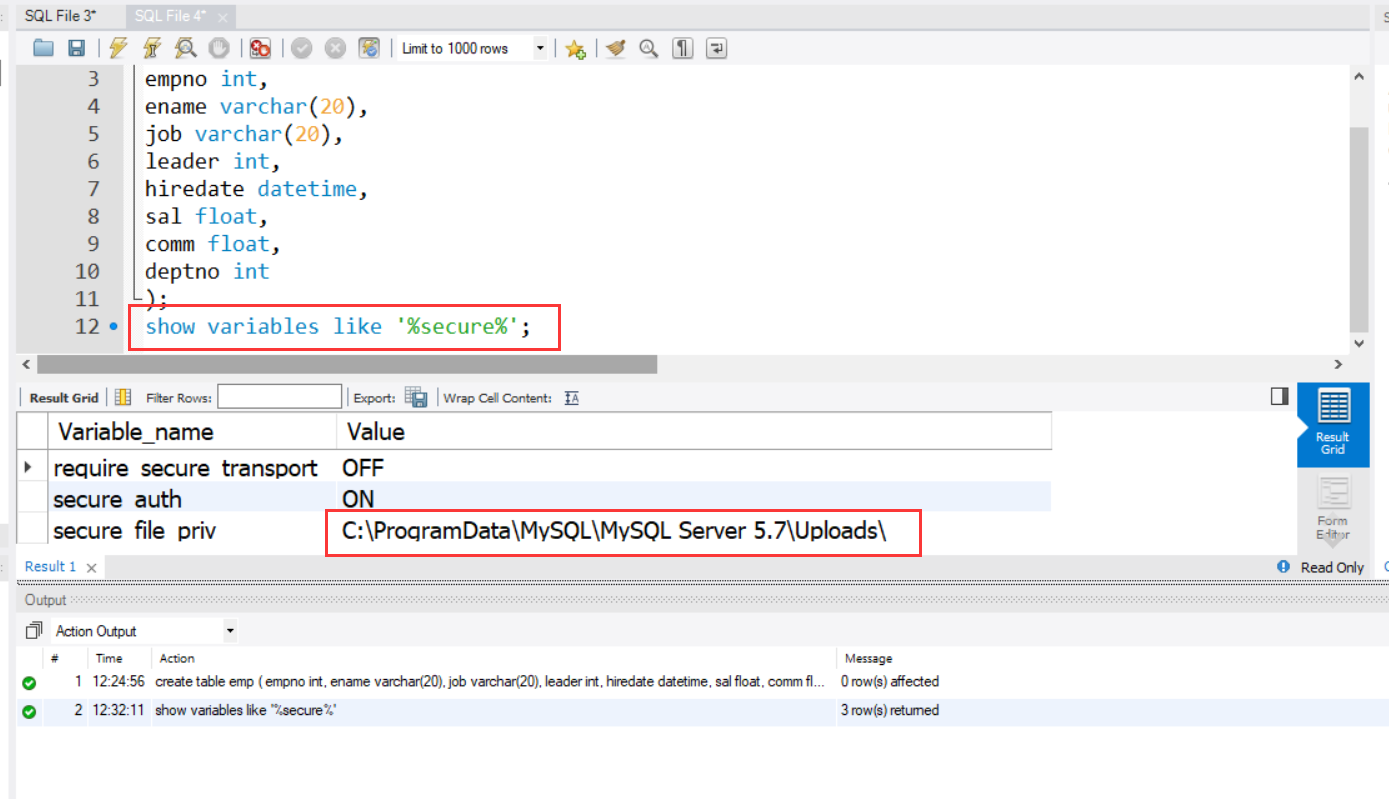 SQL File 3*
SQL File 4*
Limit to 1000 rows
3 empno int,
4 ename varchar(20),
5 job varchar(20),
6 leader int,
7 hiredate datetime,
8 sal float,
9 comm float,
10 deptno int
11 );
12 show variables like '%secure%';
Result Grid Filter Rows: Export: Wrap Cell Content:
Variable_name Value
require_secure_transport OFF
secure_auth ON
secure_file_priv C:\ProgramData\MySQL\MySQL Server 5.7\Uploads\
Result
Grid
Form
Editor
Result 1
Read Only
Output
Action Output
# Time Action Message
1 12:24:56 create table emp ( empno int, ename varchar(20), job varchar(20), leader int, hiredate datetime, sal float, comm fl... 0 row(s) affected
2 12:32:11 show variables like '%secure%' 3 row(s) returned